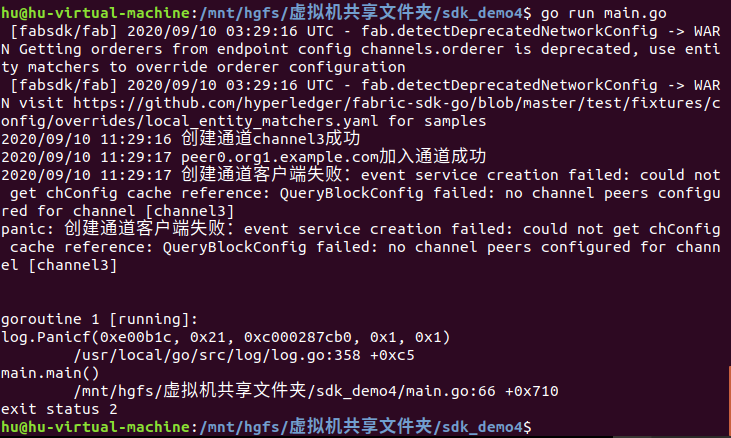 hu@hu-virtual-machine:/mnt/hgfs/虚拟机共享文件夹/sdk_demo4$ go run main.go
 [fabsdk/fab] 2020/09/10 03:29:16 UTC - fab.detectDeprecatedNetworkConfig -> WAR
N Getting orderers from endpoint config channels.orderer is deprecated, use enti
ty matchers to override orderer configuration
 [fabsdk/fab] 2020/09/10 03:29:16 UTC - fab.detectDeprecatedNetworkConfig -> WAR
N visit https://github.com/hyperledger/fabric-sdk-go/blob/master/test/fixtures/c
onfig/overrides/local_entity_matchers.yaml for samples
2020/09/10 11:29:16 创建通道channel3成功
2020/09/10 11:29:17 peer0.org1.example.com加入通道成功
2020/09/10 11:29:17 创建通道客户端失败：event service creation failed: could not
 get chConfig cache reference: QueryBlockConfig failed: no channel peers configu
red for channel [channel3]
panic: 创建通道客户端失败：event service creation failed: could not get chConfig
 cache reference: QueryBlockConfig failed: no channel peers configured for chann
el [channel3]
goroutine 1 [running]:
log.Panicf(0xe00b1c, 0x21, 0xc000287cb0, 0x1, 0x1)
        /usr/local/go/src/log/log.go:358 +0xc5
main.main()
        /mnt/hgfs/虚拟机共享文件夹/sdk_demo4/main.go:66 +0x710
exit status 2
hu@hu-virtual-machine:/mnt/hgfs/虚拟机共享文件夹/sdk_demo4$